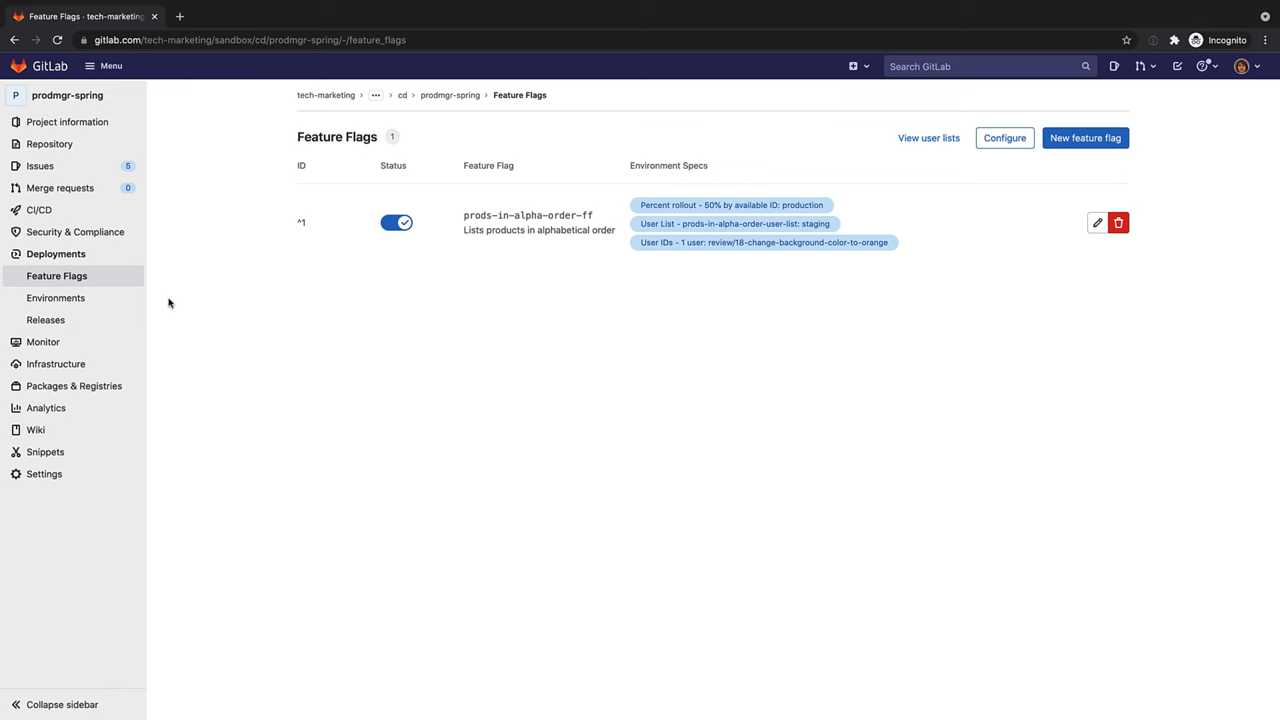 Feature Flags · tech-marketing
gitlab.com/tech-marketing/sandbox/cd/prodmgr-spring/-/feature_flags
Incognito
GitLab
Menu
Search GitLab
P prodmgr-spring
Project information
Repository
Issues 5
Merge requests 0
CI/CD
Security & Compliance
Deployments
Feature Flags
Environments
Releases
Monitor
Infrastructure
Packages & Registries
Analytics
Wiki
Snippets
Settings
Collapse sidebar
tech-marketing › ••• › cd › prodmgr-spring › Feature Flags
Feature Flags 1
View user lists
Configure
New feature flag
ID Status Feature Flag Environment Specs
^1
prods-in-alpha-order-ff
Lists products in alphabetical order
Percent rollout - 50% by available ID: production
User List - prods-in-alpha-order-user-list: staging
User IDs - 1 user: review/18-change-background-color-to-orange